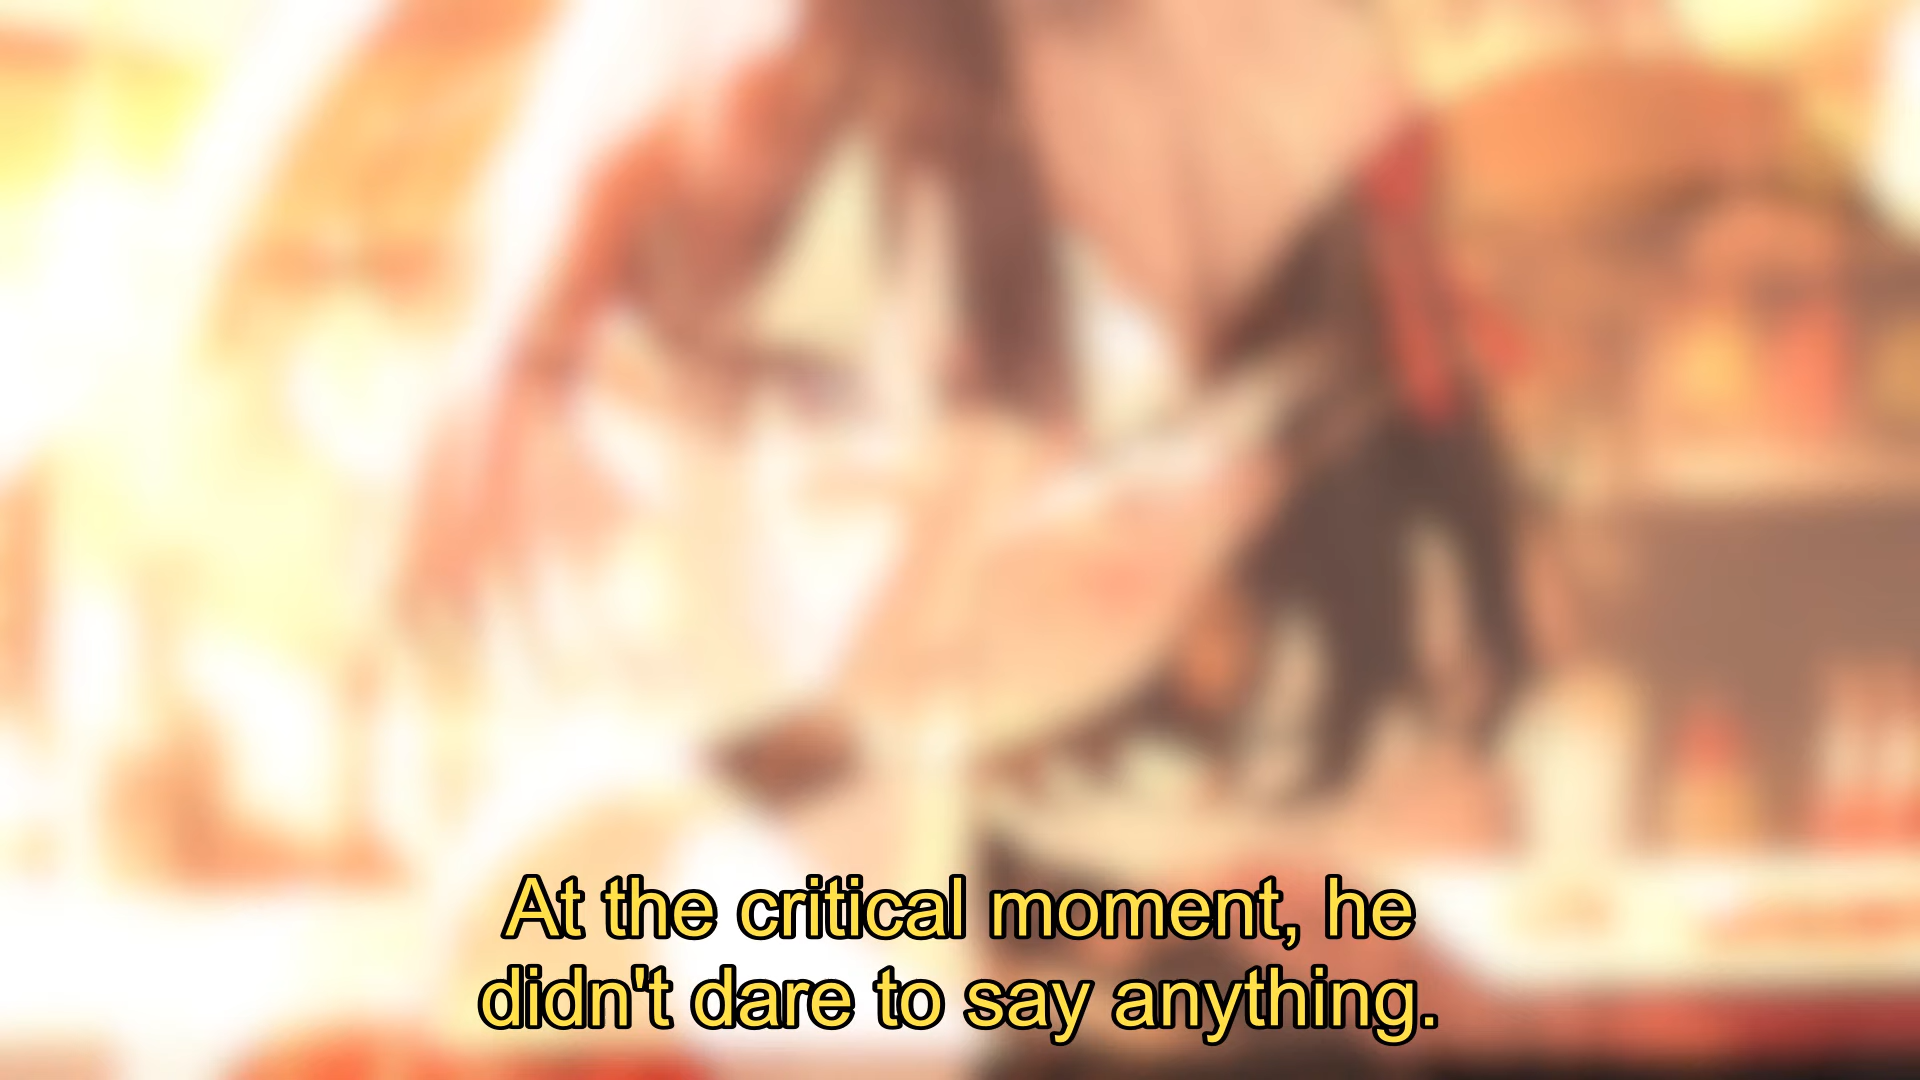 At the critical moment, he
didn't dare to say anything.